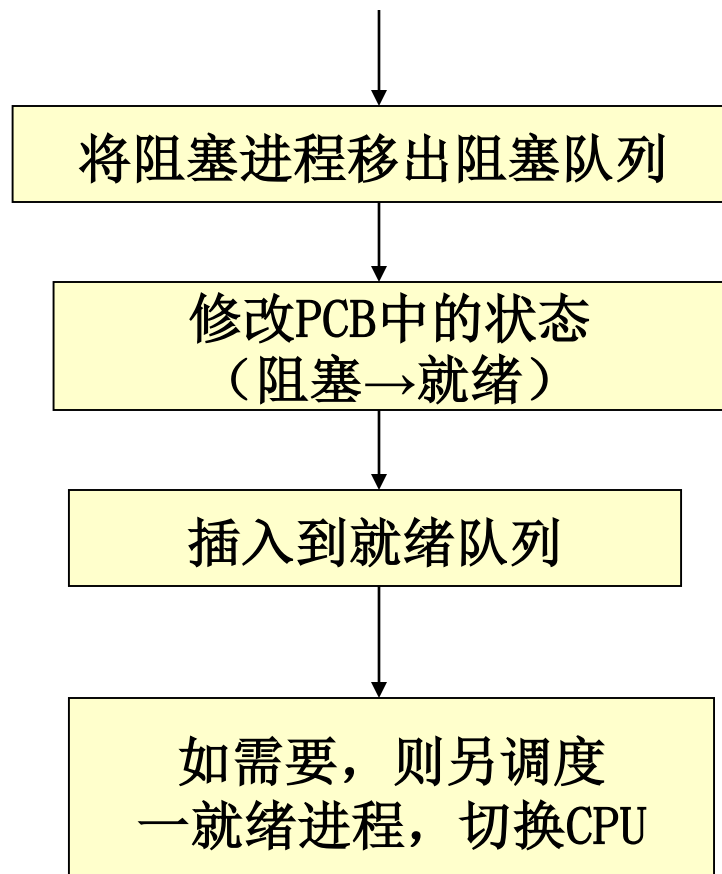 将阻塞进程移出阻塞队列
修改PCB中的状态
（阻塞→就绪）
插入到就绪队列
如需要，则另调度
一就绪进程，切换CPU